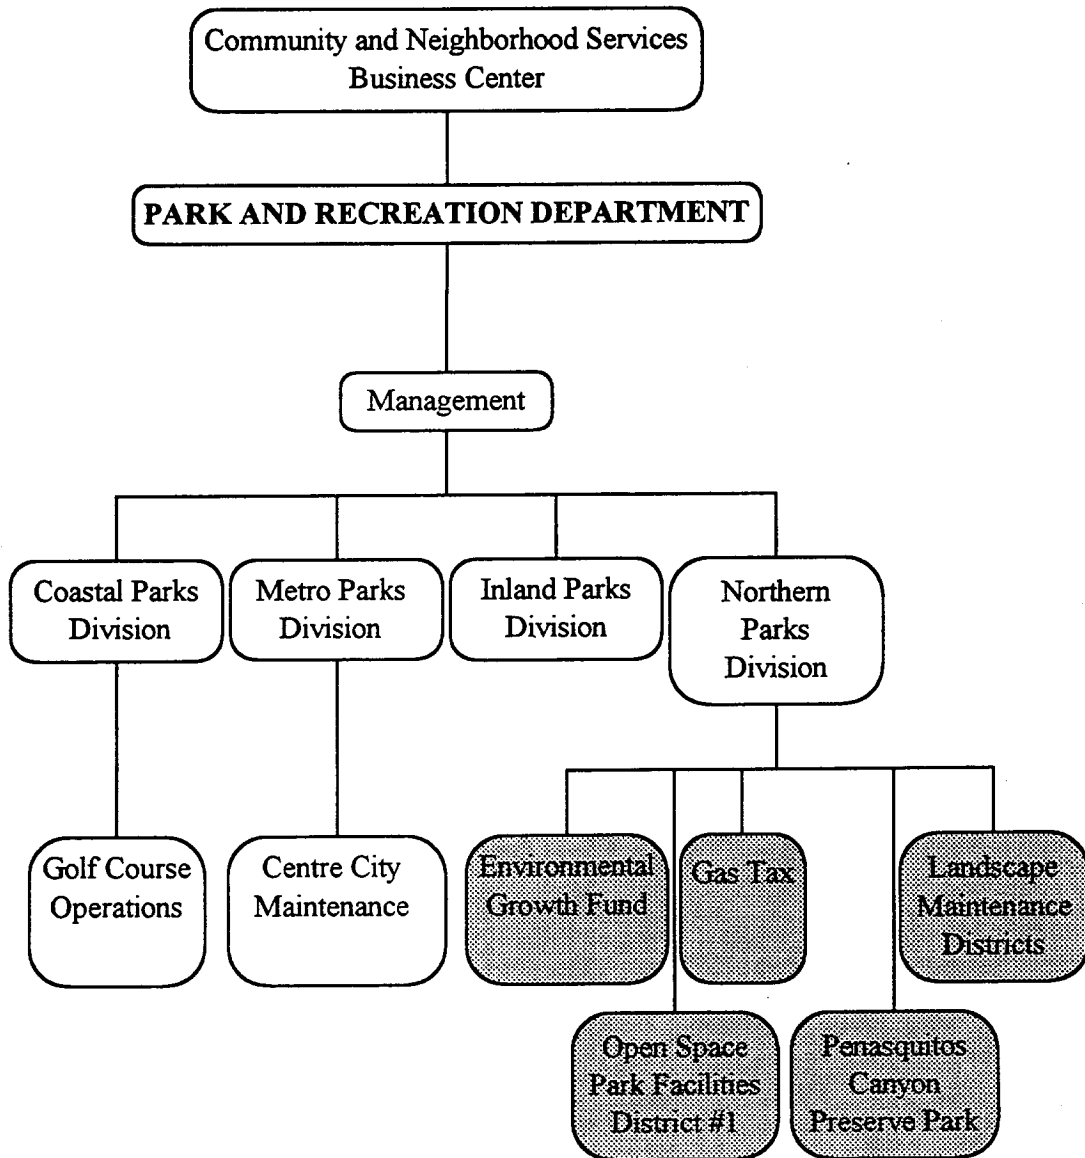 Community and Neighborhood Services
Business Center
PARK AND RECREATION DEPARTMENT
Management
Coastal Parks
Division
Metro Parks
Division
Inland Parks
Division
Northern
Parks
Division
Golf Course
Operations
Centre City
Maintenance
Environmental
Growth Fund
Gas Tax
Landscape
Maintenance
Districts
Open Space
Park Facilities
District #1
Penasquitos
Canyon
Preserve Park